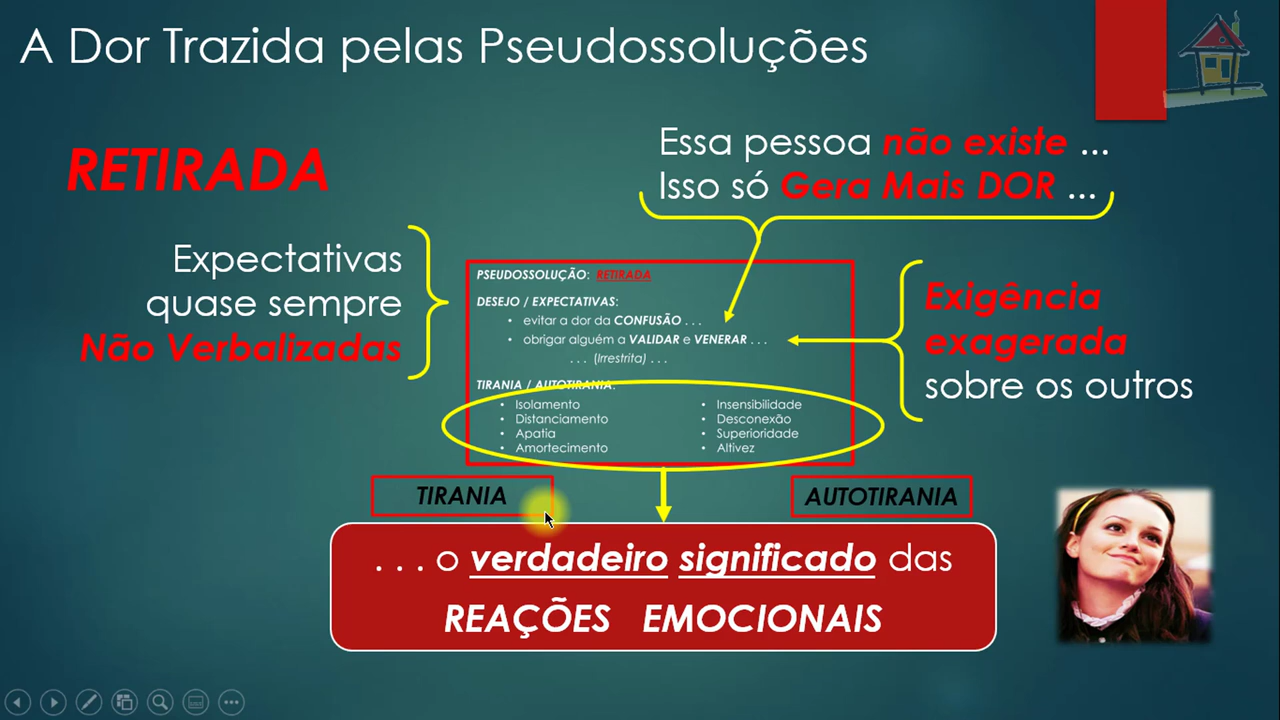 A Dor Trazida pelas Pseudossoluções
RETIRADA
Essa pessoa não existe ...
Isso só Gera Mais DOR ...
Expectativas
quase sempre
Não Verbalizadas
PSEUDOSSOLUÇÃO: RETIRADA
DESEJO / EXPECTATIVAS:
• evitar a dor da CONFUSÃO . . .
• obrigar alguém a VALIDAR e VENERAR . . .
. . . (Irrestrita) . . .
TIRANIA / AUTOTIRANIA:
• Isolamento
• Distanciamento
• Apatia
• Amortecimento
• Insensibilidade
• Desconexão
• Superioridade
• Altivez
Exigência
exagerada
sobre os outros
TIRANIA
AUTOTIRANIA
. . . o verdadeiro significado das
REAÇÕES EMOCIONAIS